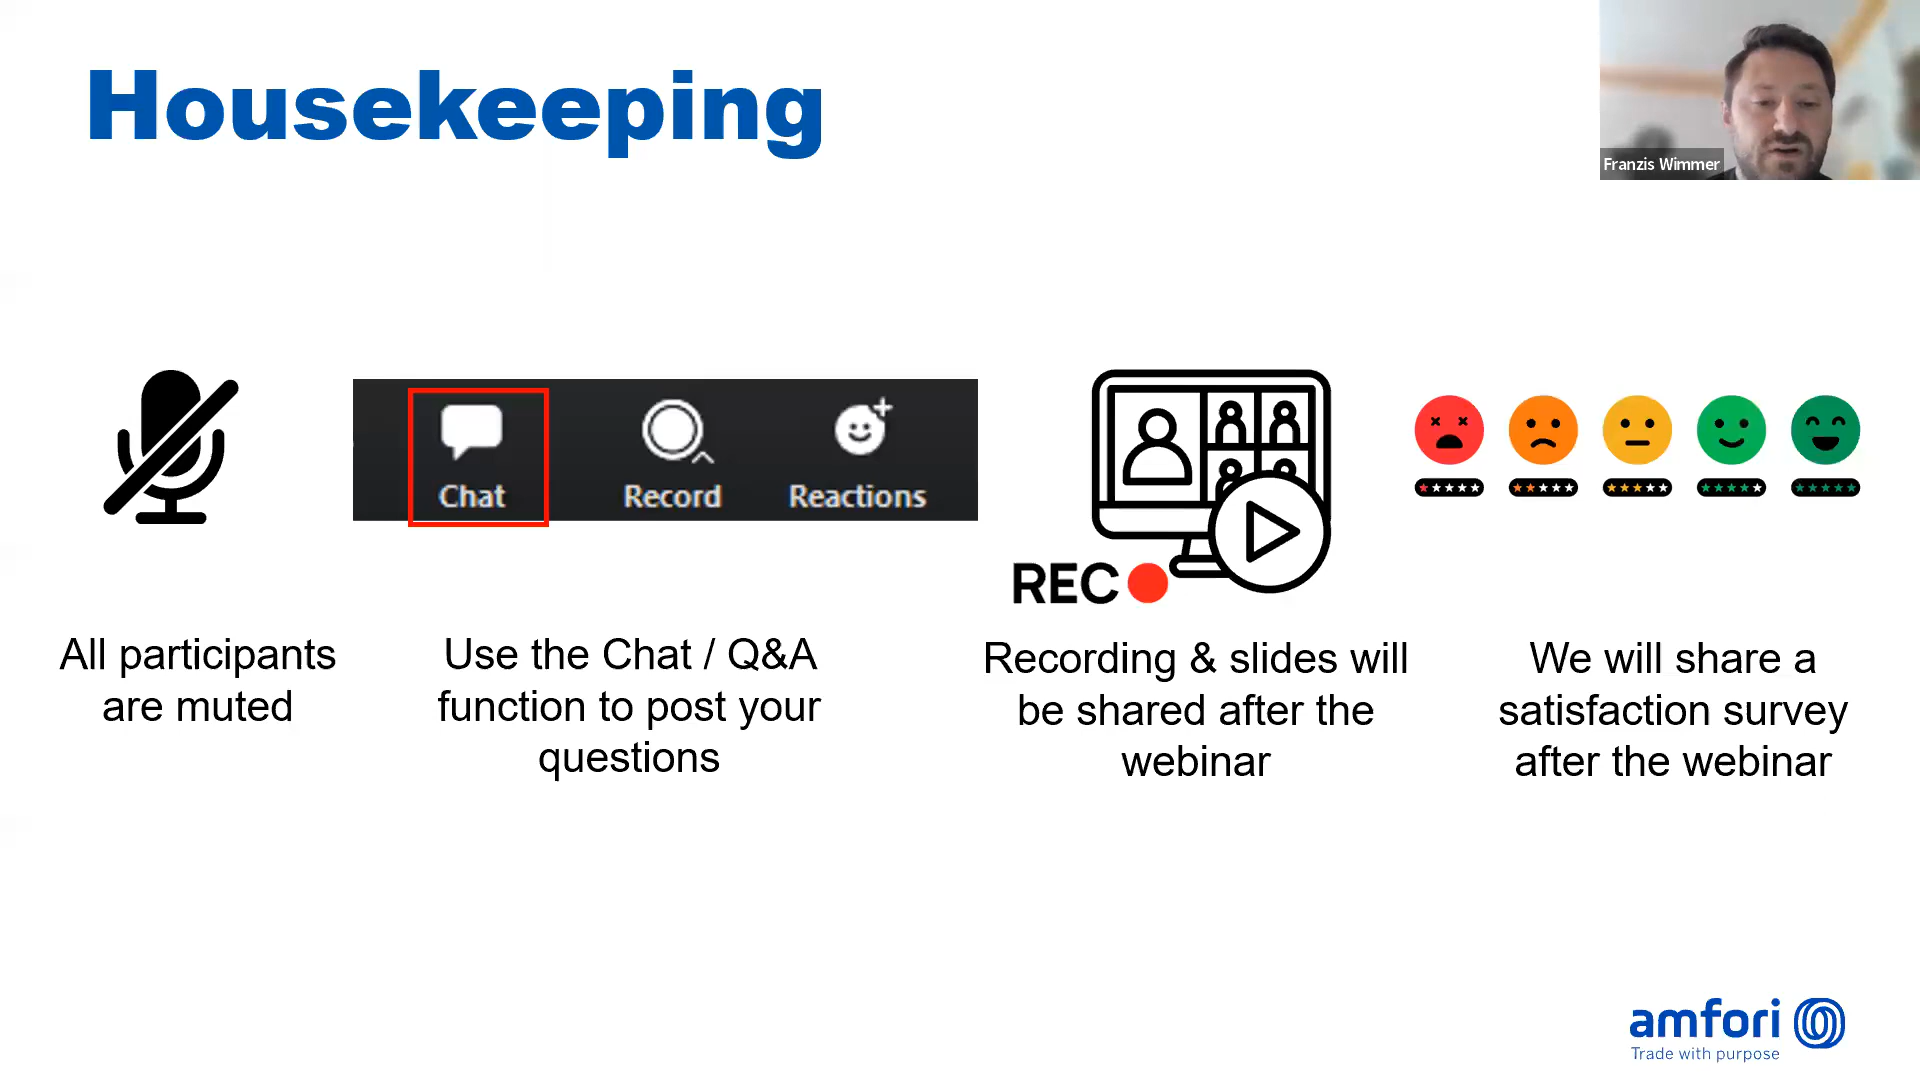 Housekeeping
Franzis Wimmer
Chat
Record
Reactions
REC
All participants
are muted
Use the Chat / Q&A
function to post your
questions
Recording & slides will
be shared after the
webinar
We will share a
satisfaction survey
after the webinar
amfori
Trade with purpose